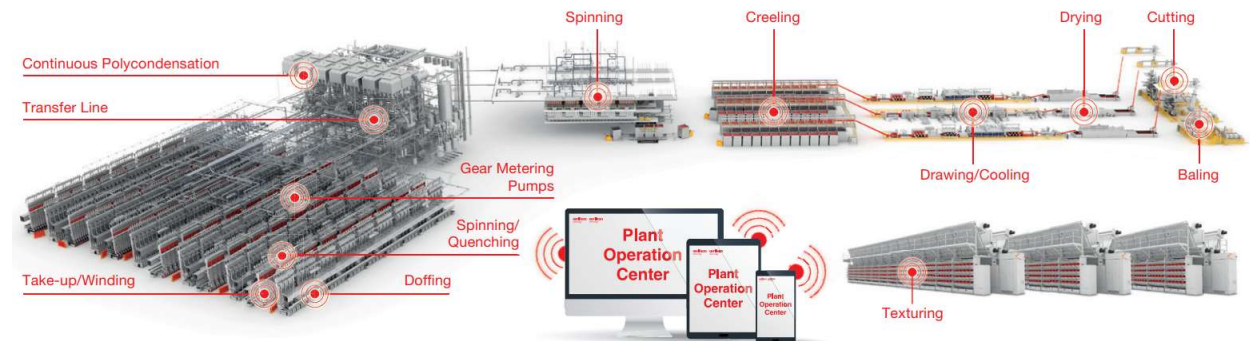 Spinning
Creeling
Drying
Cutting
Continuous Polycondensation
Transfer Line
Gear Metering
Pumps
Drawing/Cooling
Baling
Spinning/
Quenching
Take-up/Winding
Doffing
Plant
Operation
Center
Plant
Operation
Center
Plant
Operation
Center
Texturing